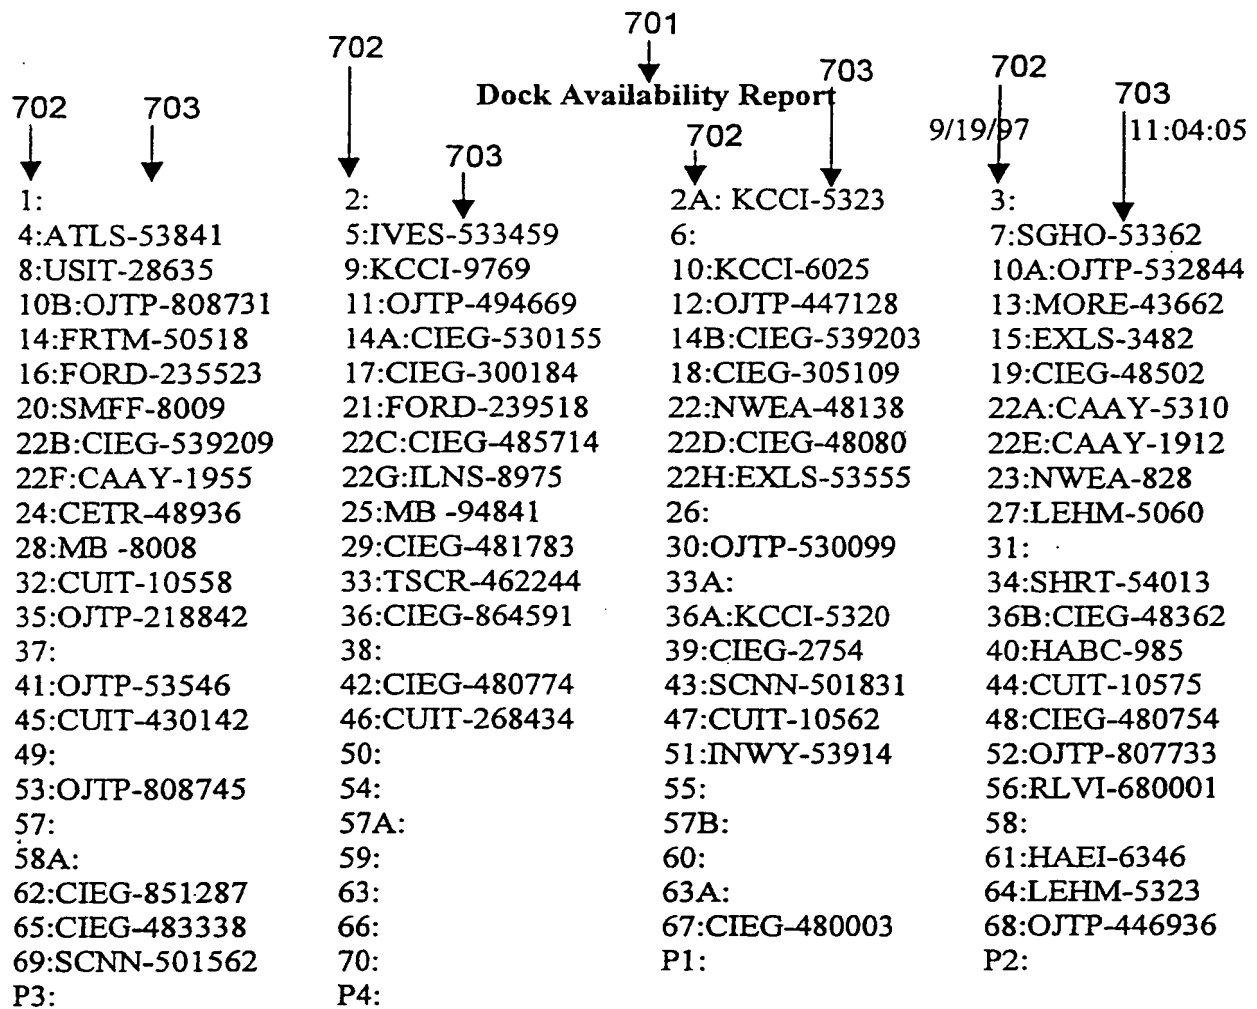 701
702
703
702
Dock Availability Report
702
703
703
9/19/97 11:04:05
702
703
1: 2: 2A: KCCI-5323 3:
4:ATLS-53841 5:IVES-533459 6: 7:SGHO-53362
8:USIT-28635 9:KCCI-9769 10:KCCI-6025 10A:OJTP-532844
10B:OJTP-808731 11:OJTP-494669 12:OJTP-447128 13:MORE-43662
14:FRTM-50518 14A:CIEG-530155 14B:CIEG-539203 15:EXLS-3482
16:FORD-235523 17:CIEG-300184 18:CIEG-305109 19:CIEG-48502
20:SMFF-8009 21:FORD-239518 22:NWEA-48138 22A:CAAY-5310
22B:CIEG-539209 22C:CIEG-485714 22D:CIEG-48080 22E:CAAY-1912
22F:CAAY-1955 22G:ILNS-8975 22H:EXLS-53555 23:NWEA-828
24:CETR-48936 25:MB -94841 26: 27:LEHM-5060
28:MB -8008 29:CIEG-481783 30:OJTP-530099 31:
32:CUIT-10558 33:TSCR-462244 33A: 34:SHRT-54013
35:OJTP-218842 36:CIEG-864591 36A:KCCI-5320 36B:CIEG-48362
37: 38: 39:CIEG-2754 40:HABC-985
41:OJTP-53546 42:CIEG-480774 43:SCNN-501831 44:CUIT-10575
45:CUIT-430142 46:CUIT-268434 47:CUIT-10562 48:CIEG-480754
49: 50: 51:INWY-53914 52:OJTP-807733
53:OJTP-808745 54: 55: 56:RLVI-680001
57: 57A: 57B: 58:
58A: 59: 60: 61:HAEI-6346
62:CIEG-851287 63: 63A: 64:LEHM-5323
65:CIEG-483338 66: 67:CIEG-480003 68:OJTP-446936
69:SCNN-501562 70: P1: P2:
P3: P4: